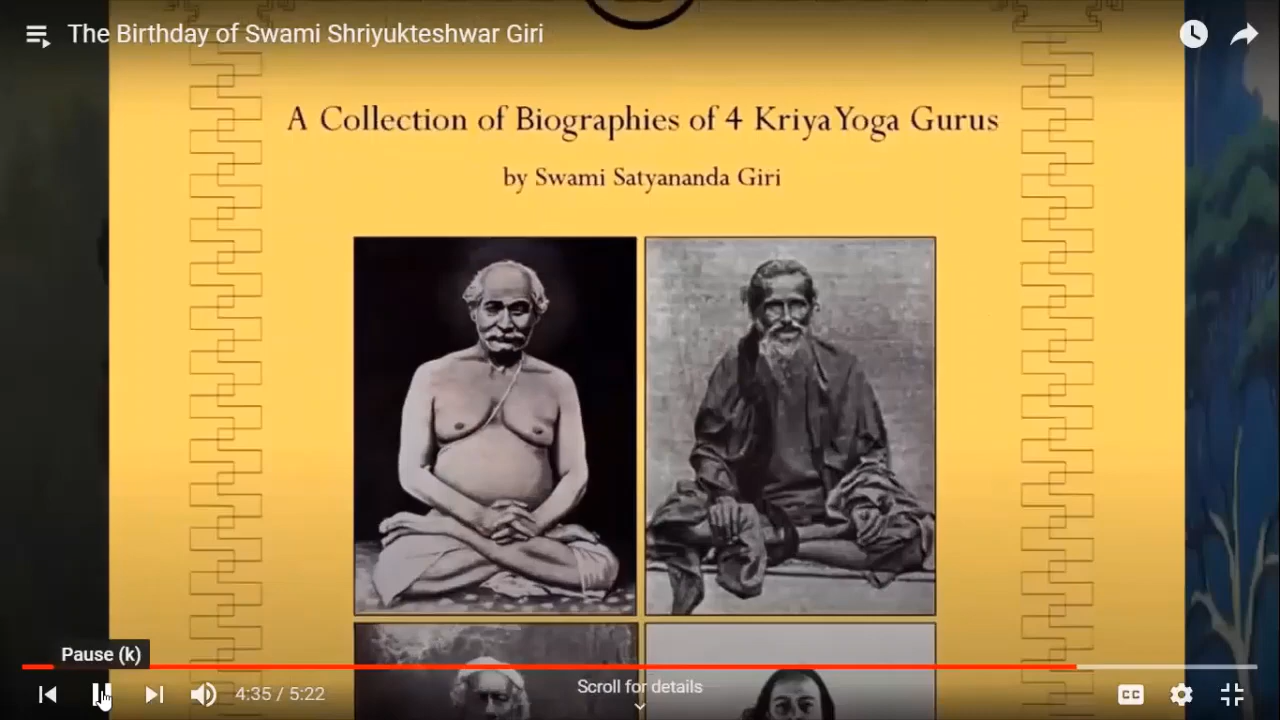 The Birthday of Swami Shriyukteshwar Giri
A Collection of Biographies of 4 Kriya Yoga Gurus
by Swami Satyananda Giri
Pause (k)
4:35 / 5:22
Scroll for details
CC